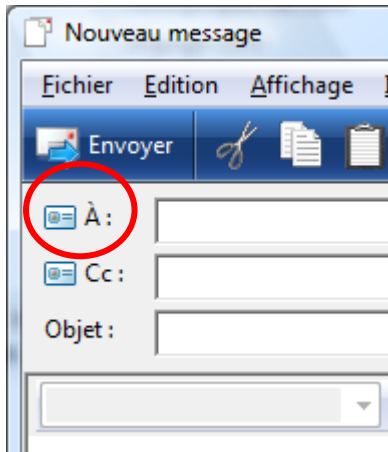 Nouveau message
Fichier Edition Affichage
Envoyer
À :
Cc :
Objet :